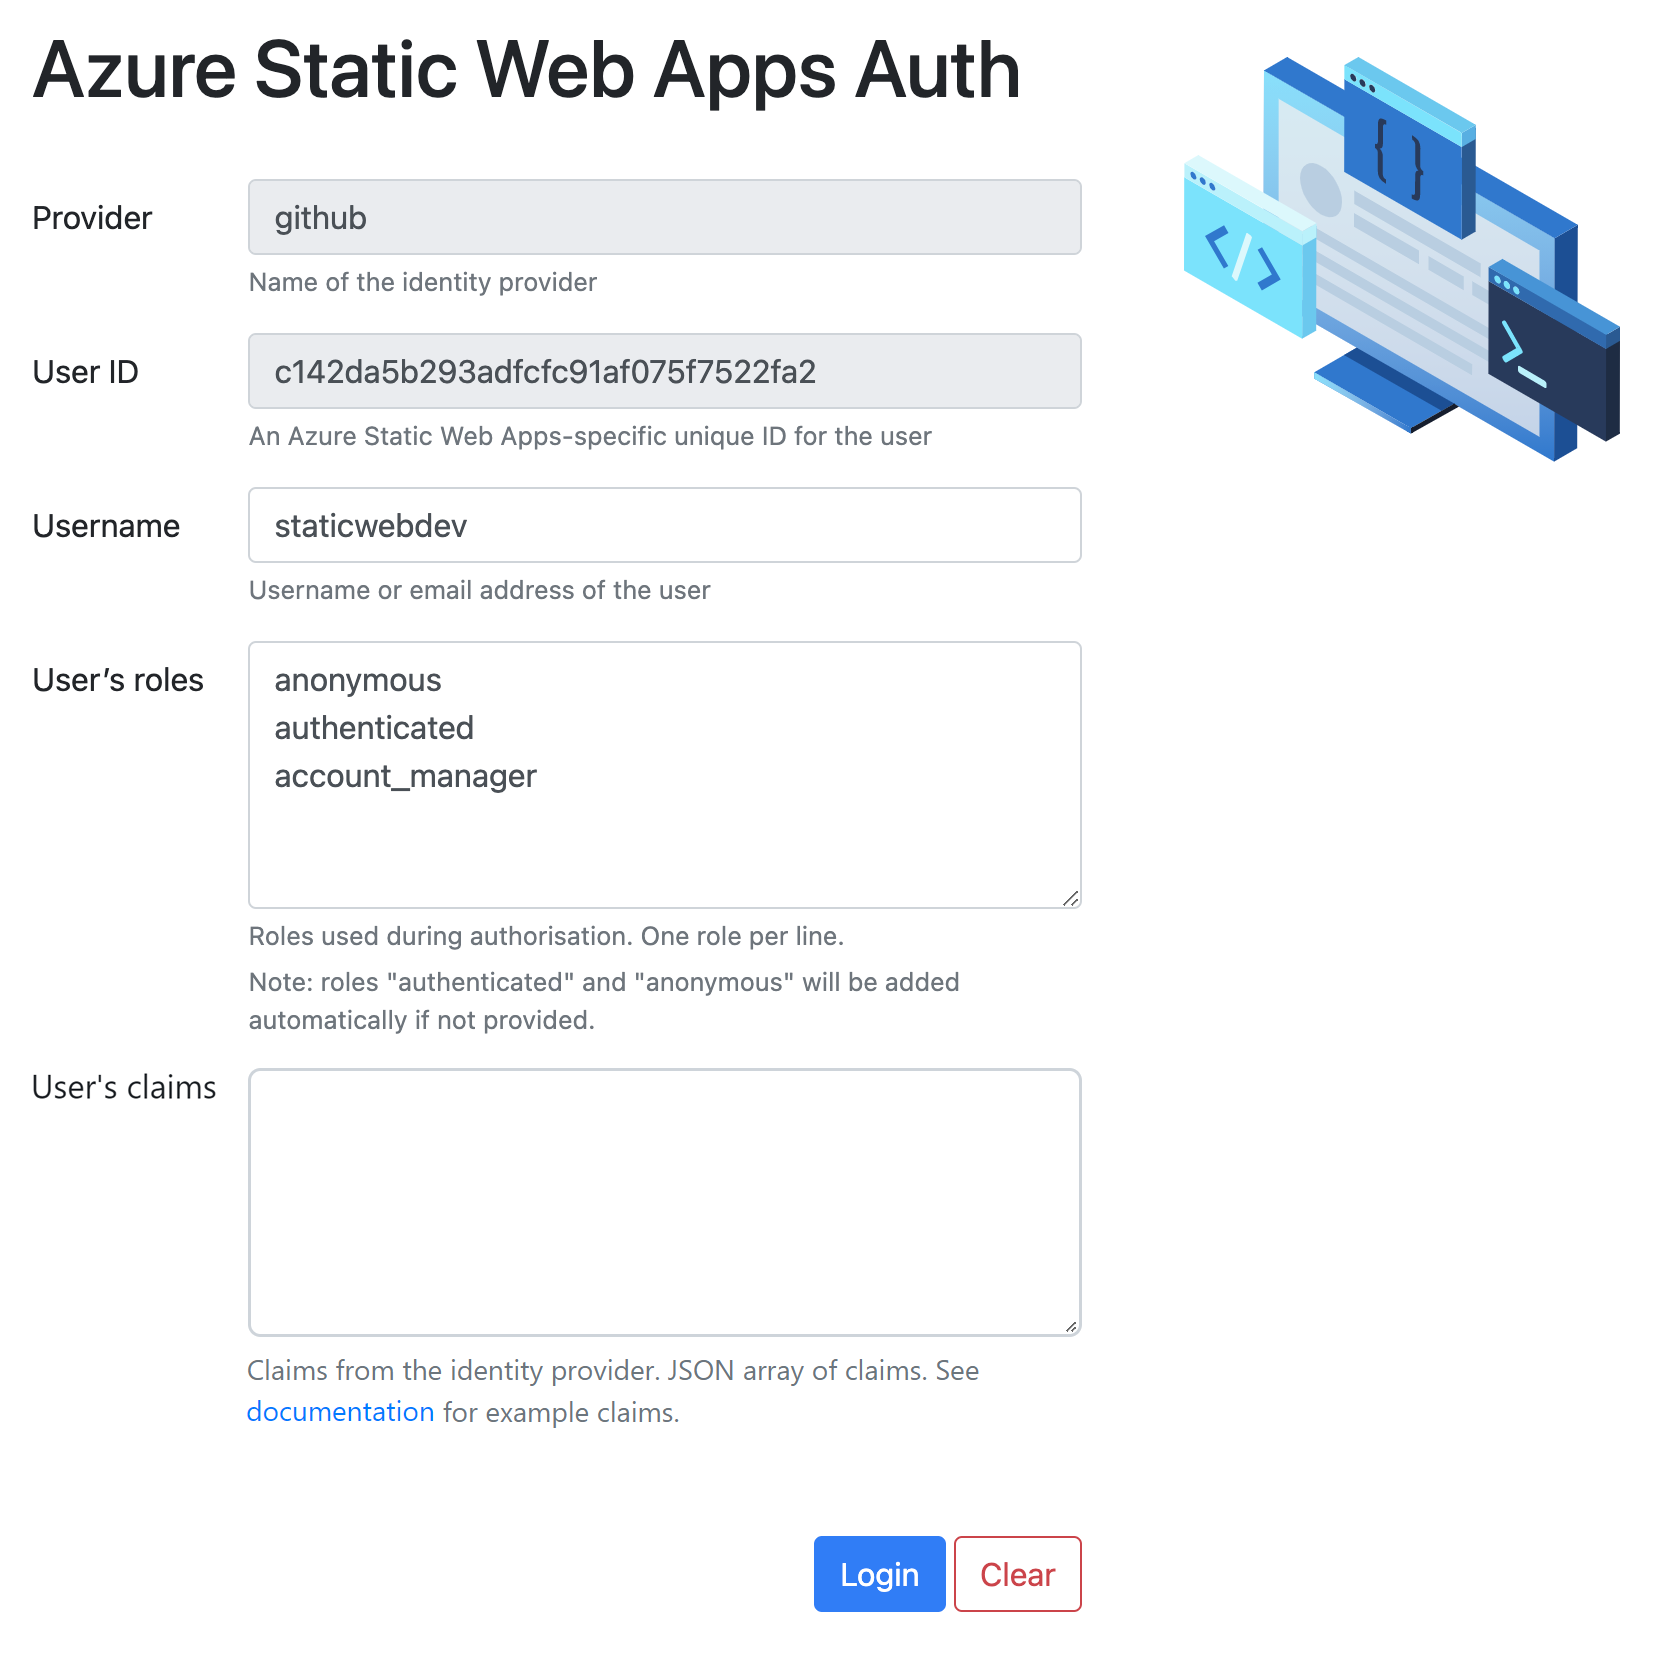 Azure Static Web Apps Auth
Provider
github
Name of the identity provider
User ID
c142da5b293adfcfc91af075f7522fa2
An Azure Static Web Apps-specific unique ID for the user
Username
staticwebdev
Username or email address of the user
User’s roles
anonymous
authenticated
account_manager
Roles used during authorisation. One role per line.
Note: roles "authenticated" and "anonymous" will be added
automatically if not provided.
User's claims
Claims from the identity provider. JSON array of claims. See
documentation for example claims.
Login
Clear
{ }
</>
>_